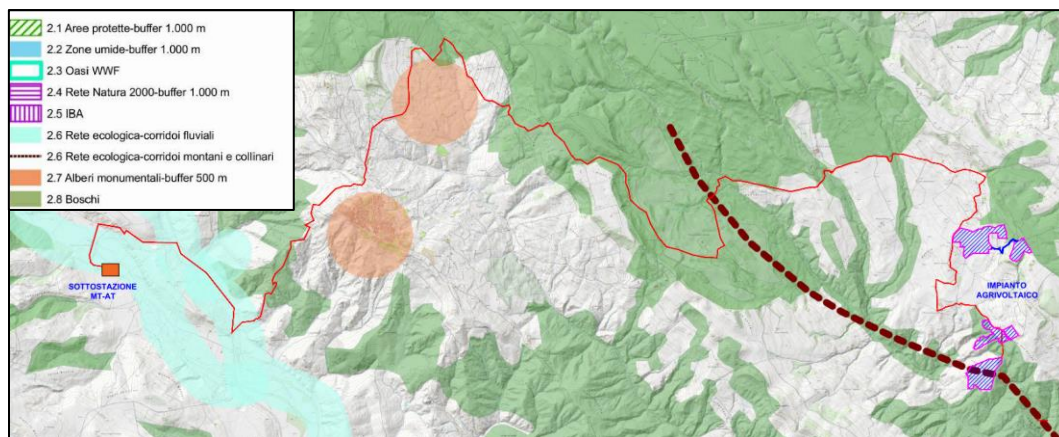 2.1 Aree protette-buffer 1.000 m
2.2 Zone umide-buffer 1.000 m
2.3 Oasi WWF
2.4 Rete Natura 2000-buffer 1.000 m
2.5 IBA
2.6 Rete ecologica-corridoi fluviali
2.6 Rete ecologica-corridoi montani e collinari
2.7 Alberi monumentali-buffer 500 m
2.8 Boschi
SOTTOSTAZIONE
MT-AT
IMPIANTO
AGRIVOLTAICO